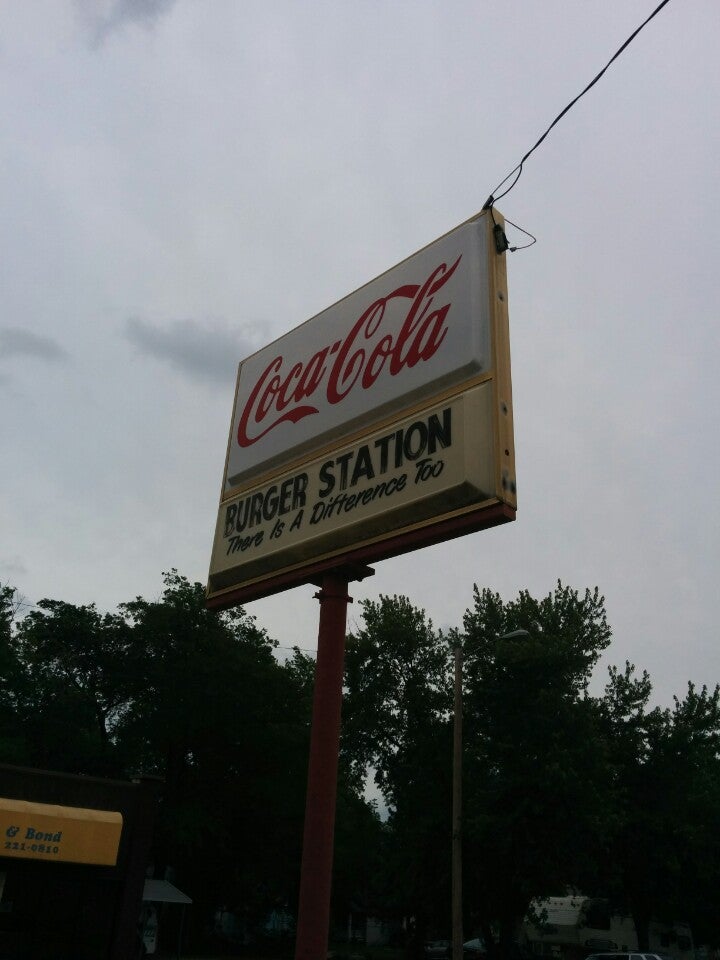 Coca-Cola
BURGER STATION
There Is A Difference Too
& Bond
221-0810